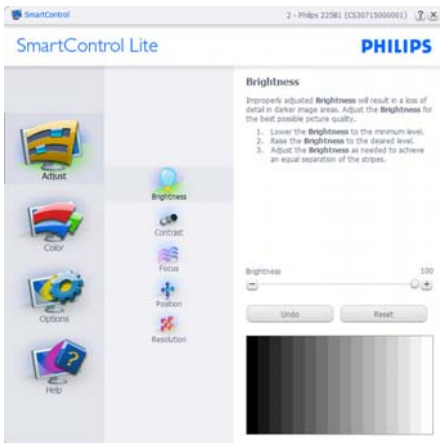 SmartControl
2 - Philips 225B1 (CS30715000001)
SmartControl Lite
PHILIPS
Adjust
Color
Options
Help
Brightness
Contrast
Focus
Position
Resolution
Brightness
Improperly adjusted Brightness will result in a loss of
detail in darker image areas. Adjust the Brightness for
the best possible picture quality.
1. Lower the Brightness to the minimum level.
2. Raise the Brightness to the desired level.
3. Adjust the Brightness as needed to achieve
an equal separation of the stripes.
Brightness 100
Undo Reset